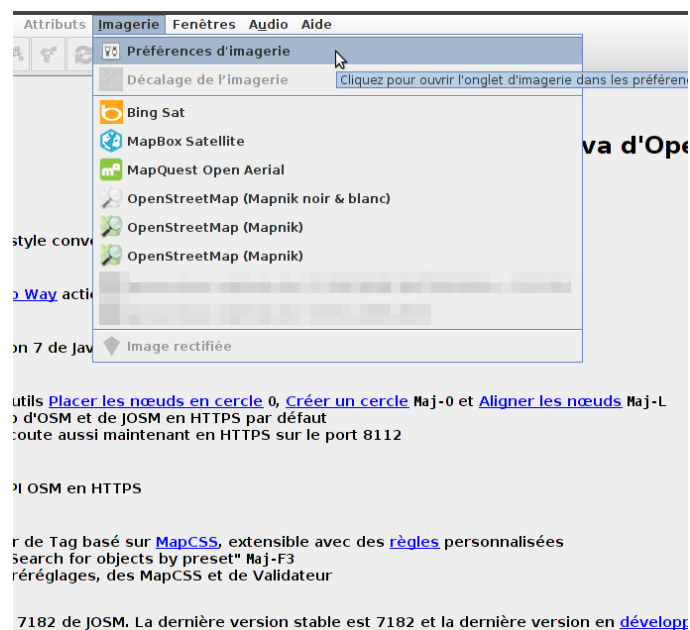 Attributs Imagerie Fenêtres Audio Aide
Préférences d'imagerie
Décalage de l'imagerie
Cliquez pour ouvrir l'onglet d'imagerie dans les
Bing Sat
MapBox Satellite
va d'Ope
MapQuest Open Aerial
OpenStreetMap (Mapnik noir & blanc)
OpenStreetMap (Mapnik)
style conv
OpenStreetMap (Mapnik)
Way acti
on 7 de Jav
Image rectifiée
utils Placer les nœuds en cercle O, Créer un cercle Maj-O et Aligner les nœuds Maj-L
d'OSM et de JOSM en HTTPS par défaut
coute aussi maintenant en HTTPS sur le port 8112
PI OSM en HTTPS
r de Tag basé sur MapCSS, extensible avec des règles personnalisées
Search for objects by preset" Maj-F3
réréglages, des MapCSS et de Validateur
7182 de JOSM. La dernière version stable est 7182 et la dernière version en développ